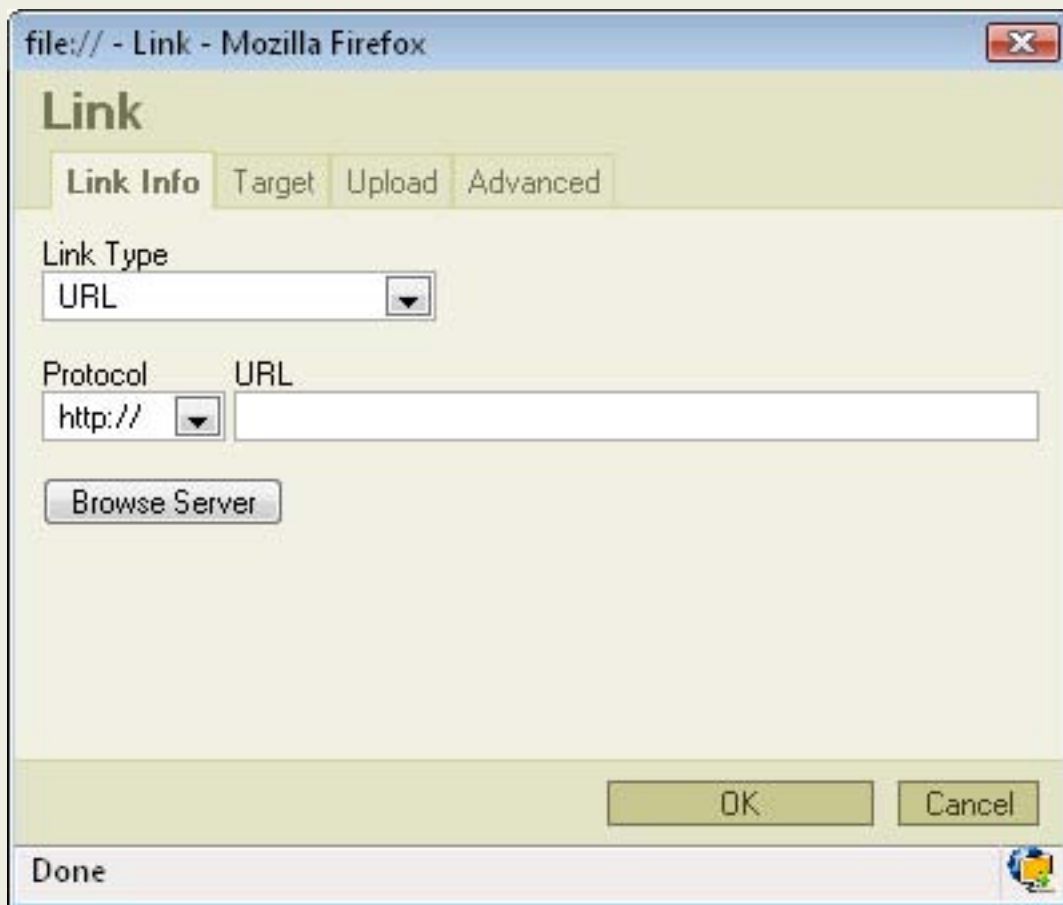 file:// - Link - Mozilla Firefox
Link
Link Info Target Upload Advanced
Link Type
URL
Protocol URL
http://
Browse Server
OK Cancel
Done